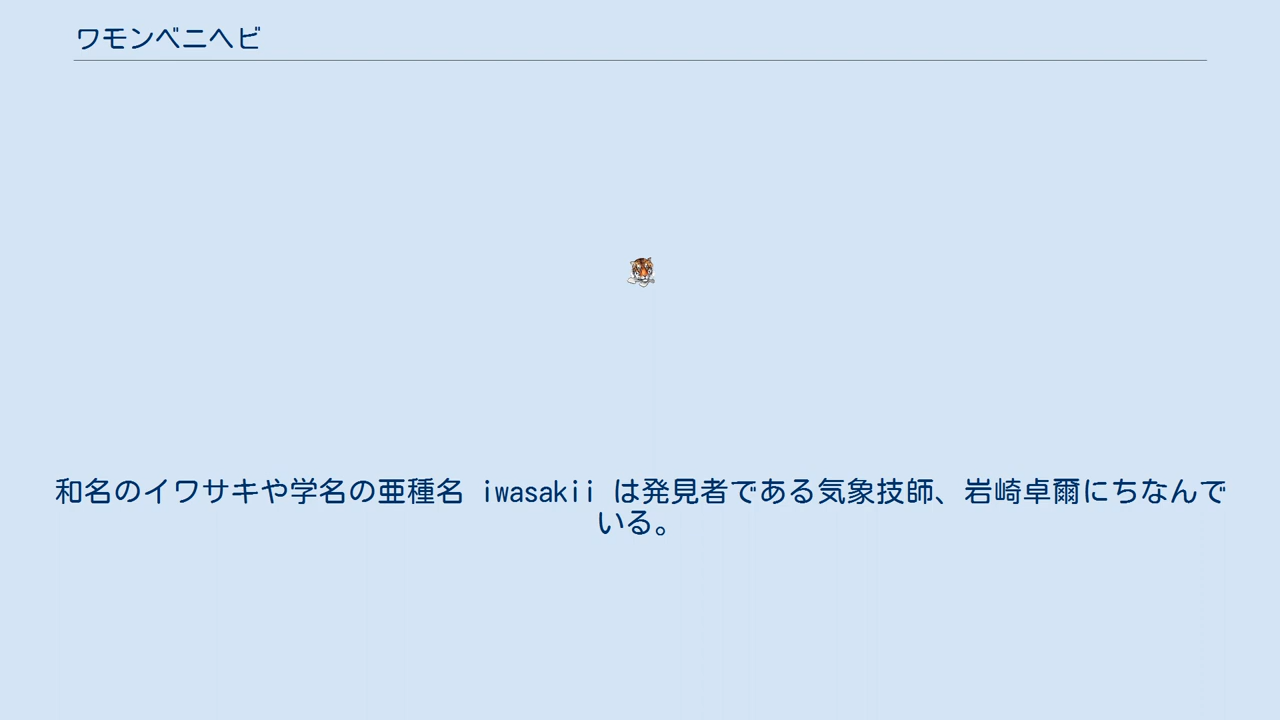 ワモンベニヘビ
和名のイワサキや学名の亜種名 iwasakii は発見者である気象技師、岩崎卓爾にちなんで
いる。